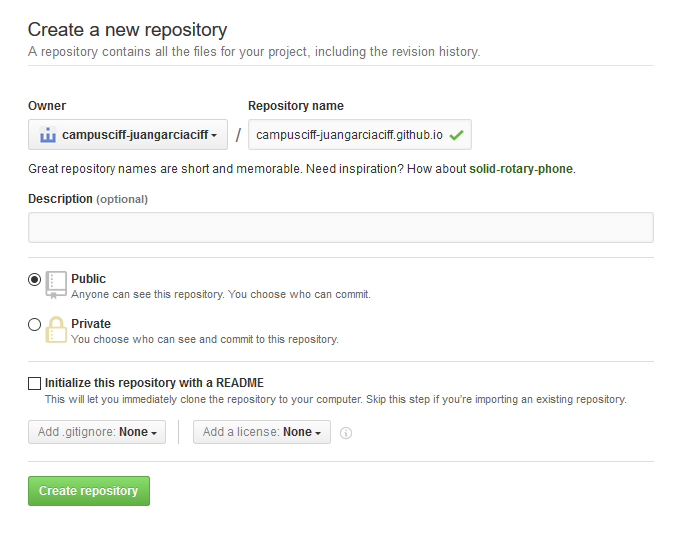 Create a new repository
A repository contains all the files for your project, including the revision history.
Owner
Repository name
campusciff-juangarciaciff
/
campusciff-juangarciaciff.github.io
Great repository names are short and memorable. Need inspiration? How about solid-rotary-phone.
Description (optional)
Public
Anyone can see this repository. You choose who can commit.
Private
You choose who can see and commit to this repository.
Initialize this repository with a README
This will let you immediately clone the repository to your computer. Skip this step if you're importing an existing repository.
Add .gitignore: None
Add a license: None
Create repository